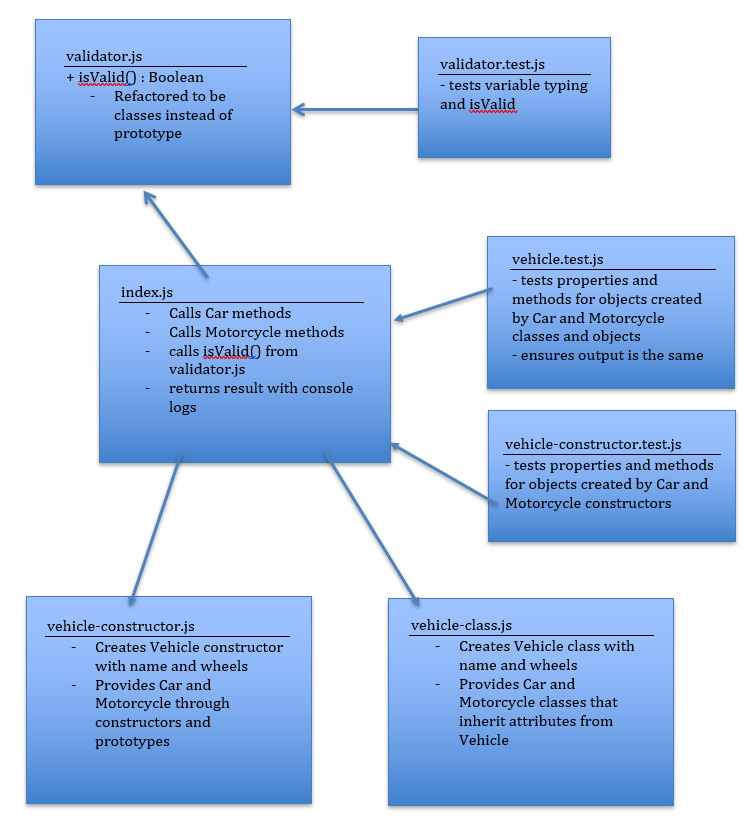 validator.js
+ isValid() : Boolean
- Refactored to be
classes instead of
prototype
validator.test.js
- tests variable typing
and isValid
index.js
- Calls Car methods
- Calls Motorcycle methods
- calls isValid() from
validator.js
- returns result with console
logs
vehicle.test.js
- tests properties and
methods for objects created
by Car and Motorcycle
classes and objects
- ensures output is the same
vehicle-constructor.test.js
- tests properties and methods
for objects created by Car and
Motorcycle constructors
vehicle-constructor.js
- Creates Vehicle constructor
with name and wheels
- Provides Car and
Motorcycle through
constructors and
prototypes
vehicle-class.js
- Creates Vehicle class with
name and wheels
- Provides Car and
Motorcycle classes that
inherit attributes from
Vehicle